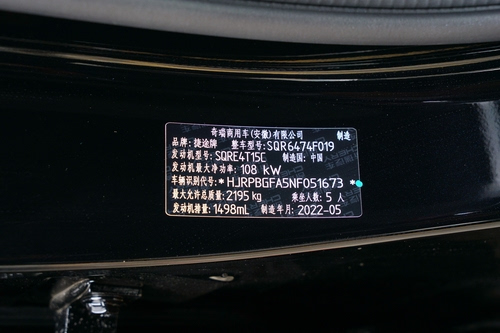 奇瑞商用车(安徽)有限公司 制造
品牌:捷途牌 整车型号:SQR6474F019
发动机型号:SQRE4T15C 制造国:中国
发动机最大净功率:108 kW
车辆识别代号:*HJRPBGFA5NF051673*
最大允许总质量:2195kg 乘坐人数:5 人
发动机排量:1498mL 制造年月:2022-05